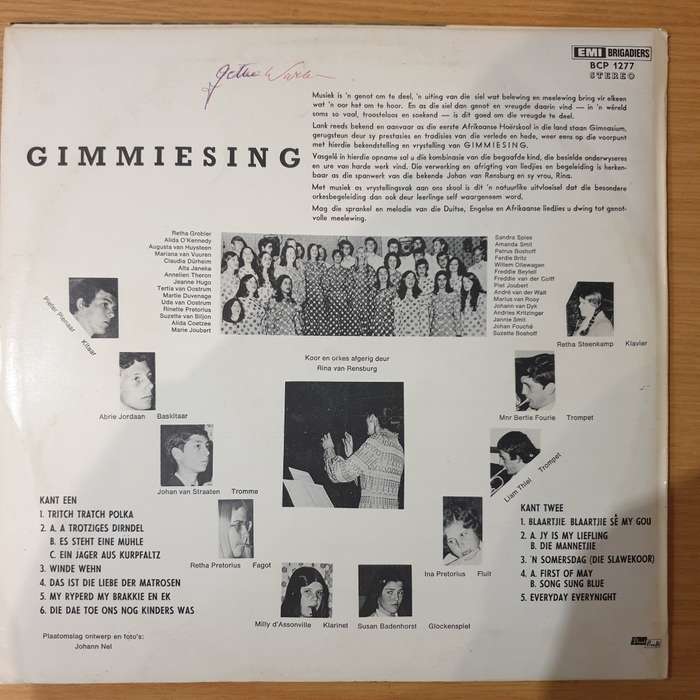 EMI BRIGADIERS
BCP 1277
STEREO
GIMMIESING
Musiek is 'n genot om te deel, 'n uiting van die siel wat belewing en meelewing bring vir elkeen
wat 'n oor het om te hoor. En as die siel dan genot en vreugde daarin vind — in 'n wêreld
soms so vaal, troosteloos en soekend — is dit goed om die vreugde te deel.
Lank reeds bekend en aanvaar as die eerste Afrikaanse Hoërskool in die land staan Gimnasium,
gerugsteun deur sy prestasies en tradisies van die verlede en hede, weer eens op die voorpunt
met hierdie bekendstelling en vrystelling van GIMMIESING.
Vasgelê in hierdie opname sal u die kombinasie van die begaafde kind, die besielde onderwyseres
en ure van harde werk vind. Die verwerking en afrigting van liedjies en begeleiding is herken-
baar as die spanwerk van die bekende Johan van Rensburg en sy vrou, Rina.
Met musiek as vrystellingsvak aan ons skool is dit 'n natuurlike uitvloeisel dat die besondere
orkesbegeleiding dan ook deur leerlinge self waargeneem word.
Mag die sprankel en melodie van die Duitse, Engelse en Afrikaanse liedjies u dwing tot genot-
volle meelewing.
Retha Grobler
Alida O'Kennedy
Augusta van Huysteen
Mariana van Vuuren
Claudia Dürheim
Alta Janeke
Annelien Theron
Jeanne Hugo
Tertia van Oostrum
Martie Duvenage
Uda van Oostrum
Rinette Pretorius
Suzette van Biljon
Alida Coetzee
Marie Joubert
Sandra Spies
Amanda Smit
Petrus Boshoff
Ferdie Britz
Willem Ollewagen
Freddie Beytell
Freddie van der Colff
Piet Joubert
André van der Walt
Marius van Rooy
Johan van Dyk
Andries Kritzinger
Jannie Smit
Johan Fouché
Suzette Boshoff
Pieter Pienaar Kitaar
Retha Steenkamp Klavier
Koor en orkes afgerig deur
Rina van Rensburg
Abrie Jordaan Baskitaar
Mnr Bertie Fourie Trompet
Johan van Straaten Tromme
Liam Thiel Trompet
KANT EEN
1. TRITCH TRATCH POLKA
2. A. A TROTZIGES DIRNDEL
B. ES STEHT EINE MUHLE
C. EIN JAGER AUS KURPFALTZ
3. WINDE WEHN
4. DAS IST DIE LIEBE DER MATROSEN
5. MY RYPERD MY BRAKKIE EN EK
6. DIE DAE TOE ONS NOG KINDERS WAS
Retha Pretorius Fagot
Ina Pretorius Fluit
Milly d'Assonville Klarinet
Susan Badenhorst Glockenspiel
KANT TWEE
1. BLAARTJIE BLAARTJIE SÊ MY GOU
2. A. JY IS MY LIEFLING
B. DIE MANNETJIE
3. 'N SOMERSDAG (DIE SLAWEKOOR)
4. A. FIRST OF MAY
B. SONG SUNG BLUE
5. EVERYDAY EVERYNIGHT
Plaatomslag ontwerp en foto's:
Johann Nel